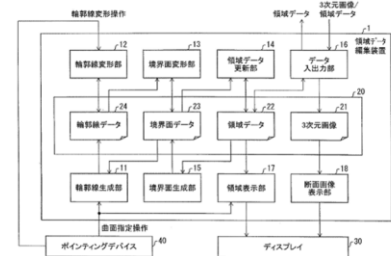 輪郭線変形操作
領域データ
3次元画像/
領域データ
1
領域データ
編集装置
12
13
14
16
輪郭線変形部
境界面変形部
領域データ
更新部
データ
入出力部
20
24
23
22
21
輪郭線データ
境界面データ
領域データ
3次元画像
11
15
17
18
輪郭線生成部
境界面生成部
領域表示部
断面画像
表示部
曲面指定操作
40
30
ポインティングデバイス
ディスプレイ